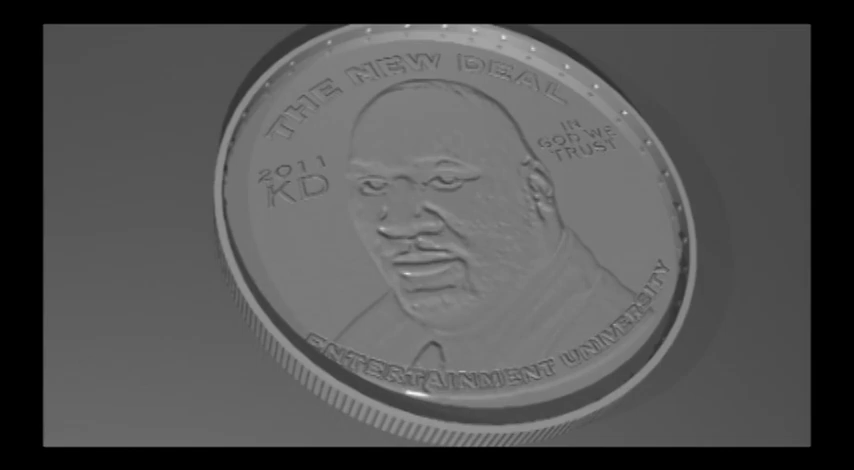 THE NEW DEAL
IN
GOD WE
TRUST
2011
KD
ENTERTAINMENT UNIVERSITY